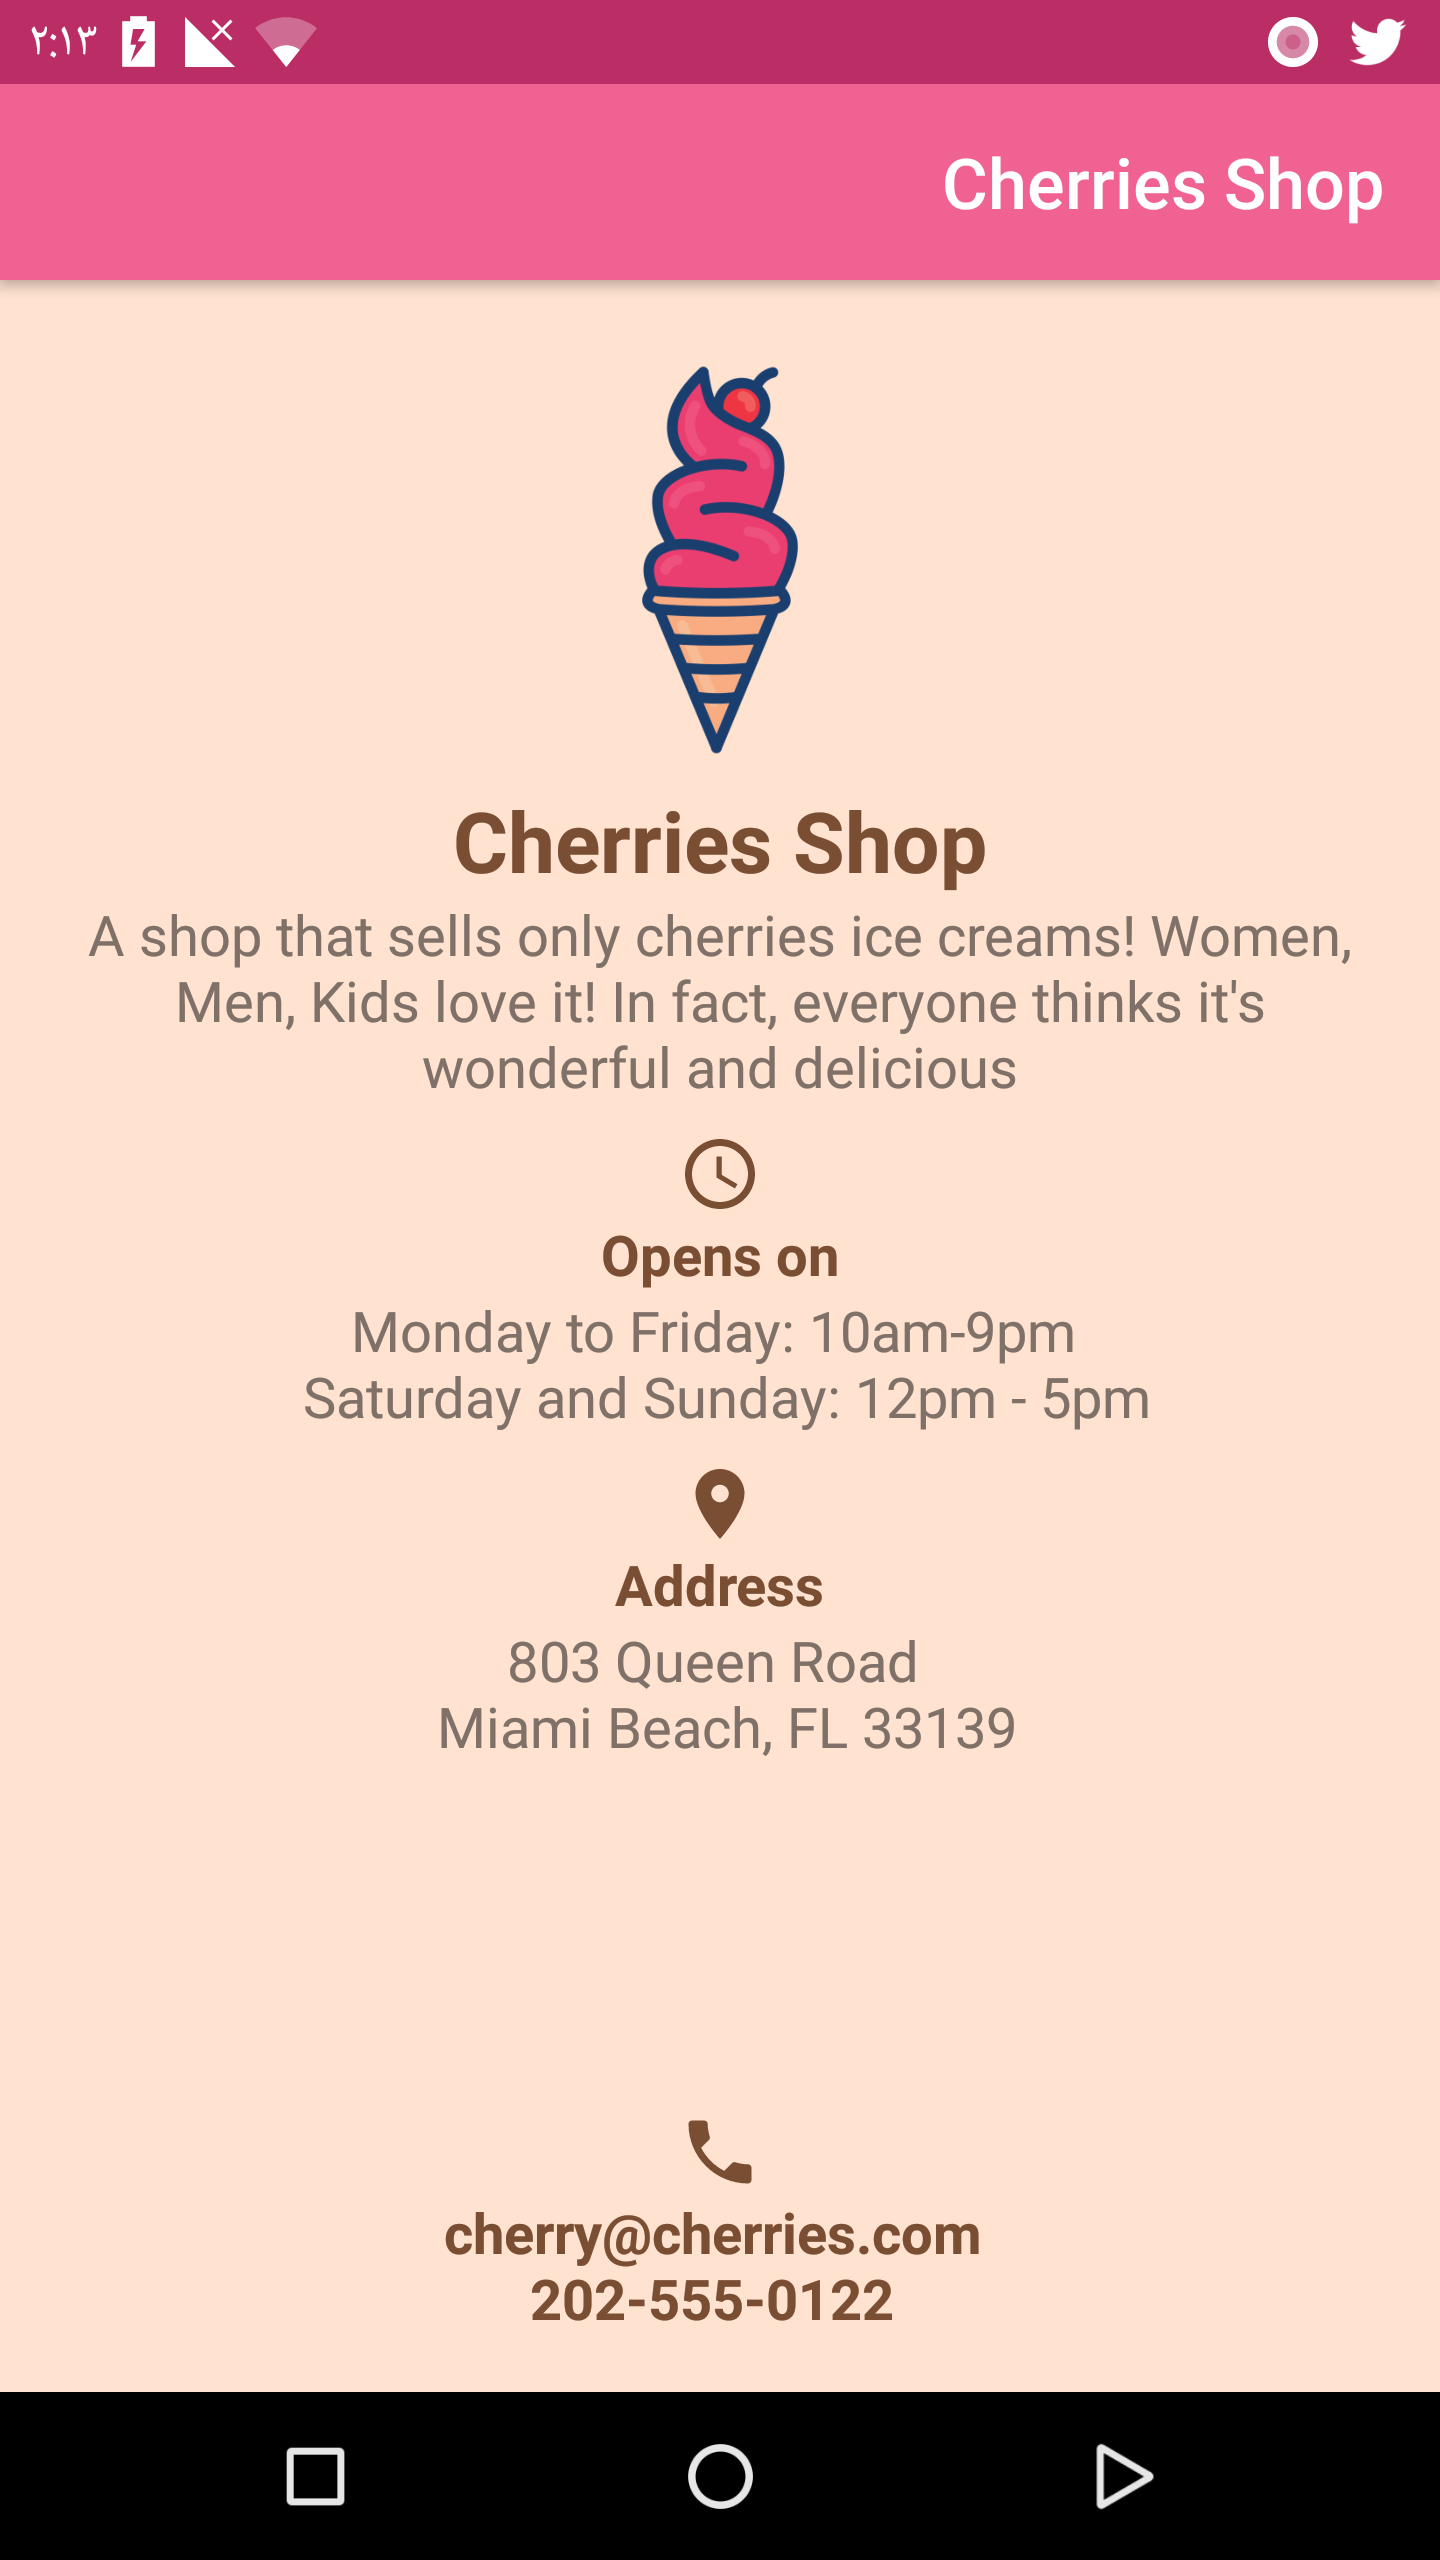 ٢:١٣
Cherries Shop
Cherries Shop
A shop that sells only cherries ice creams! Women,
Men, Kids love it! In fact, everyone thinks it's
wonderful and delicious
Opens on
Monday to Friday: 10am-9pm
Saturday and Sunday: 12pm - 5pm
Address
803 Queen Road
Miami Beach, FL 33139
cherry@cherries.com
202-555-0122